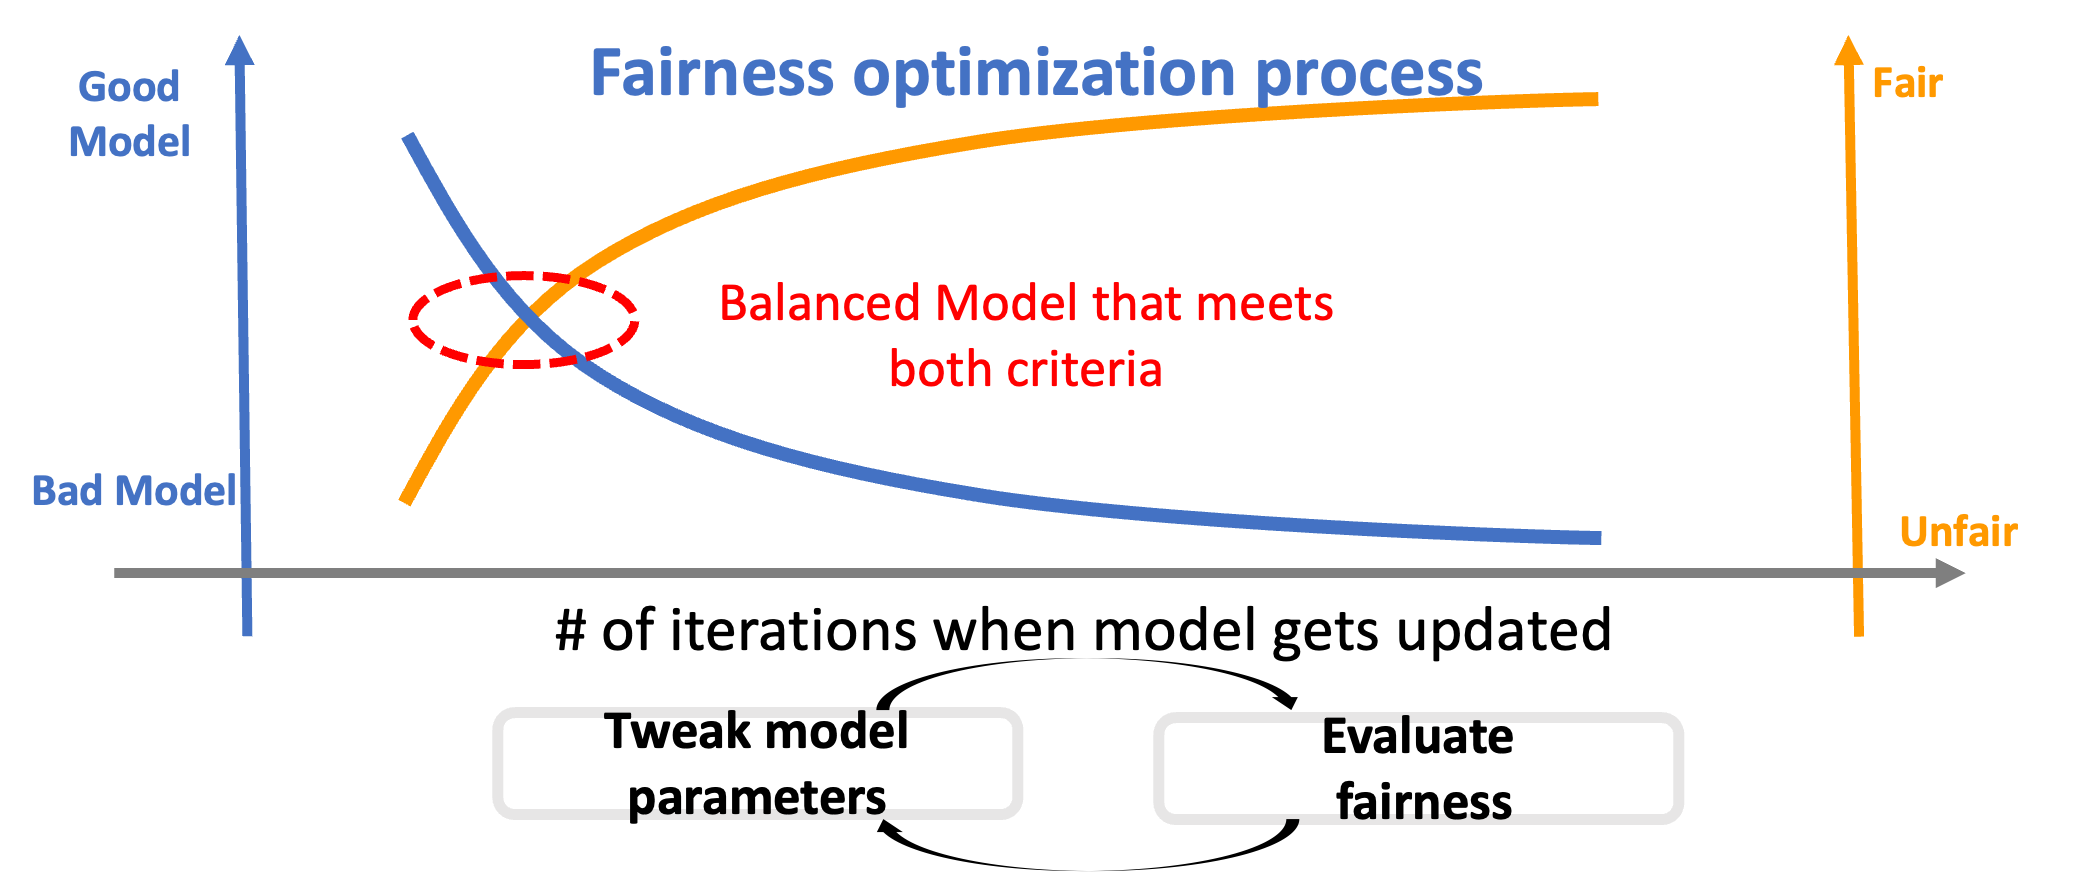 Fairness optimization process
Good
Model
Fair
Balanced Model that meets
both criteria
Bad Model
Unfair
# of iterations when model gets updated
Tweak model
parameters
Evaluate
fairness